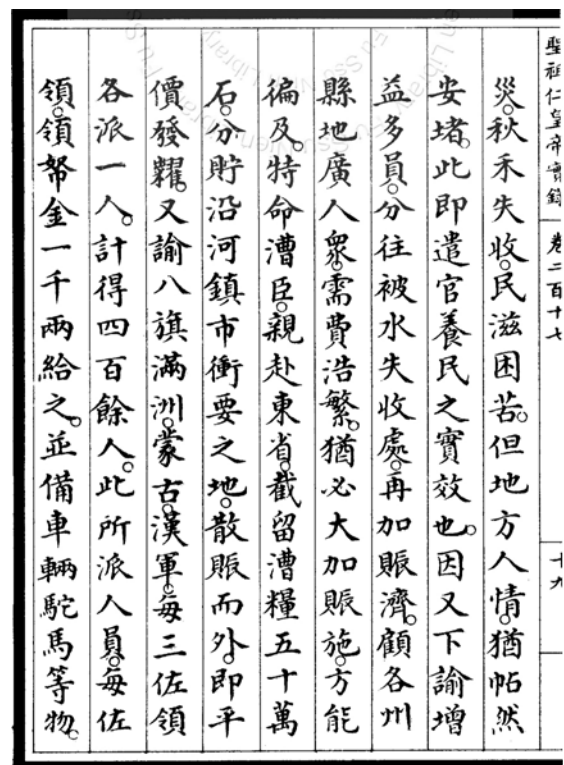 聖祖仁皇帝實錄 卷二百十七 十九
災。秋禾失收。民滋困苦。但地方人情。猶帖然
安堵。此即遣官養民之實效也。因又下諭增
益多員。分往被水失收處。再加賑濟。顧各州
縣地廣人衆。需費浩繁。猶必大加賑施。方能
徧及。特命漕臣。親赴東省。截留漕糧五十萬
石。分貯沿河鎮市衝要之地。散賑而外。即平
價發糶。又諭八旗滿洲。蒙古。漢軍。每三佐領
各派一人。計得四百餘人。此所派人員。每佐
領。領帑金一千兩給之。並備車輛駝馬等物。